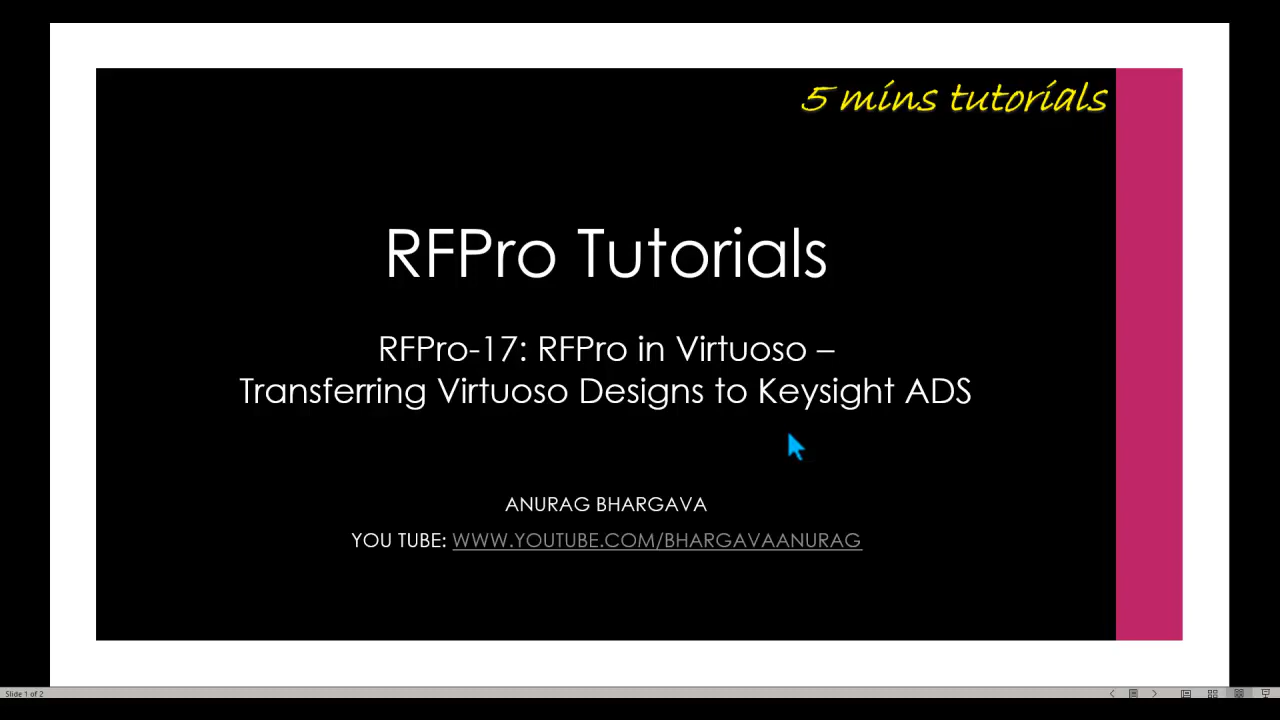 5 mins tutorials
RFPro Tutorials
RFPro-17: RFPro in Virtuoso –
Transferring Virtuoso Designs to Keysight ADS
ANURAG BHARGAVA
YOU TUBE: WWW.YOUTUBE.COM/BHARGAVAANURAG
Slide 1 of 2